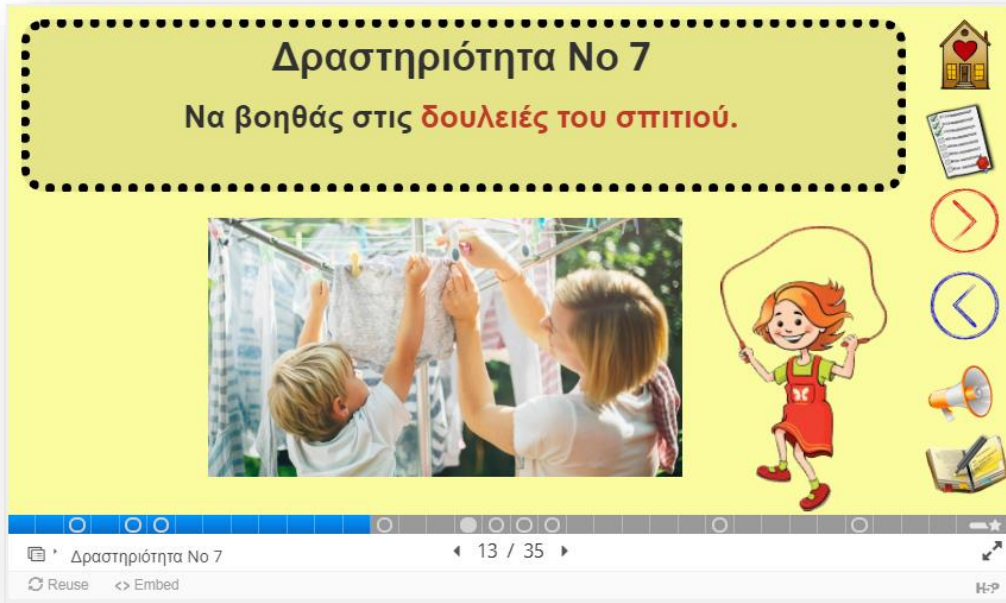 Δραστηριότητα Νο 7
Να βοηθάς στις δουλειές του σπιτιού.
Δραστηριότητα Νο 7
13 / 35
Reuse
<> Embed
H-P